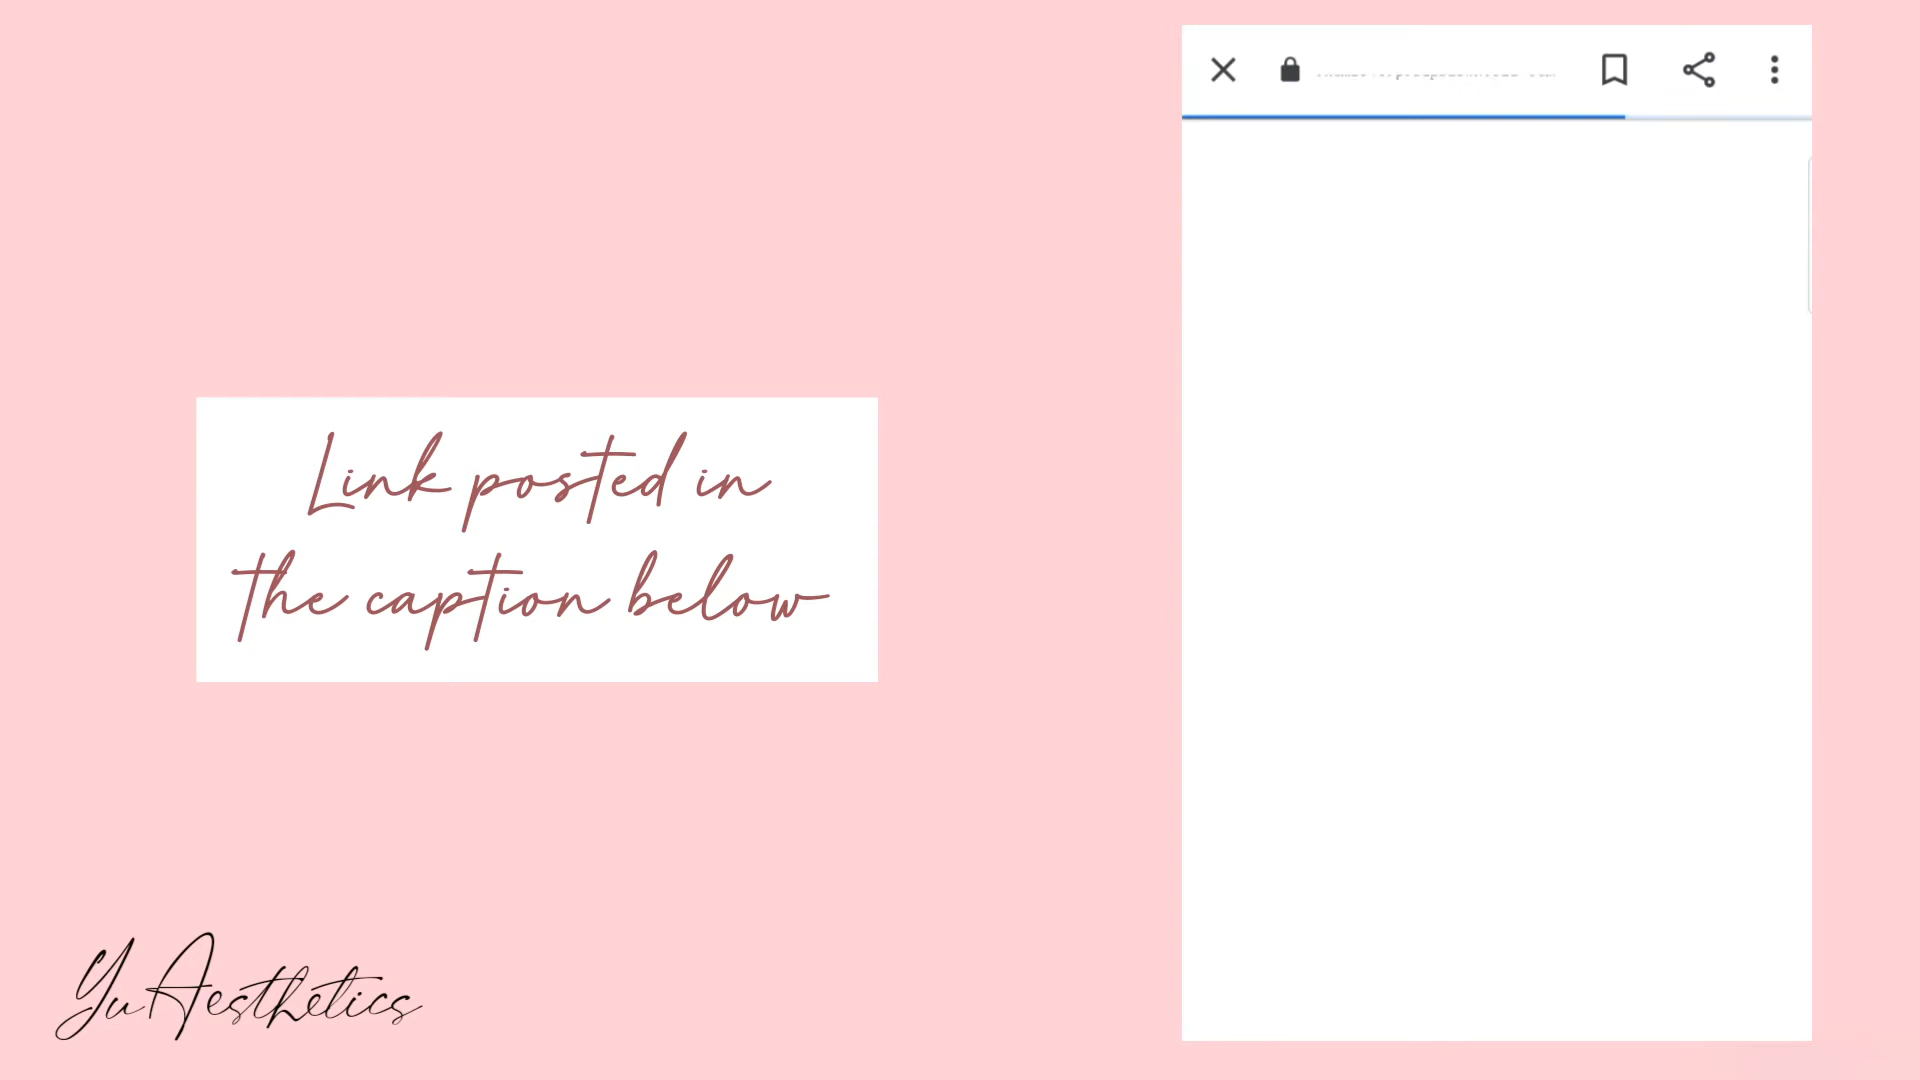 Link posted in
the caption below
YuAesthetics